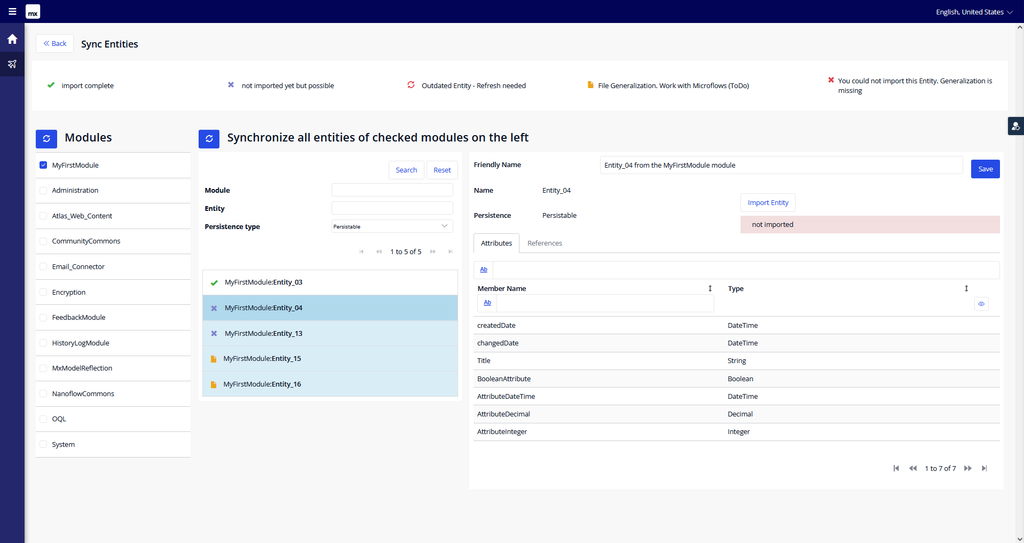 mx
English, United States
Back
Sync Entities
import complete
not imported yet but possible
Outdated Entity - Refresh needed
File Generalization. Work with Microflows (ToDo)
You could not import this Entity. Generalization is
missing
Modules
Synchronize all entities of checked modules on the left
MyFirstModule
Administration
Atlas_Web_Content
CommunityCommons
Email_Connector
Encryption
FeedbackModule
HistoryLogModule
MxModelReflection
NanoflowCommons
OQL
System
Search
Reset
Module
Entity
Persistence type
Persistable
1 to 5 of 5
MyFirstModule:Entity_03
MyFirstModule:Entity_04
MyFirstModule:Entity_13
MyFirstModule:Entity_15
MyFirstModule:Entity_16
Friendly Name
Entity_04 from the MyFirstModule module
Save
Name
Entity_04
Import Entity
Persistence
Persistable
not imported
Attributes
References
Ab
Member Name
Type
Ab
createdDate
DateTime
changedDate
DateTime
Title
String
BooleanAttribute
Boolean
AttributeDateTime
DateTime
AttributeDecimal
Decimal
AttributeInteger
Integer
1 to 7 of 7